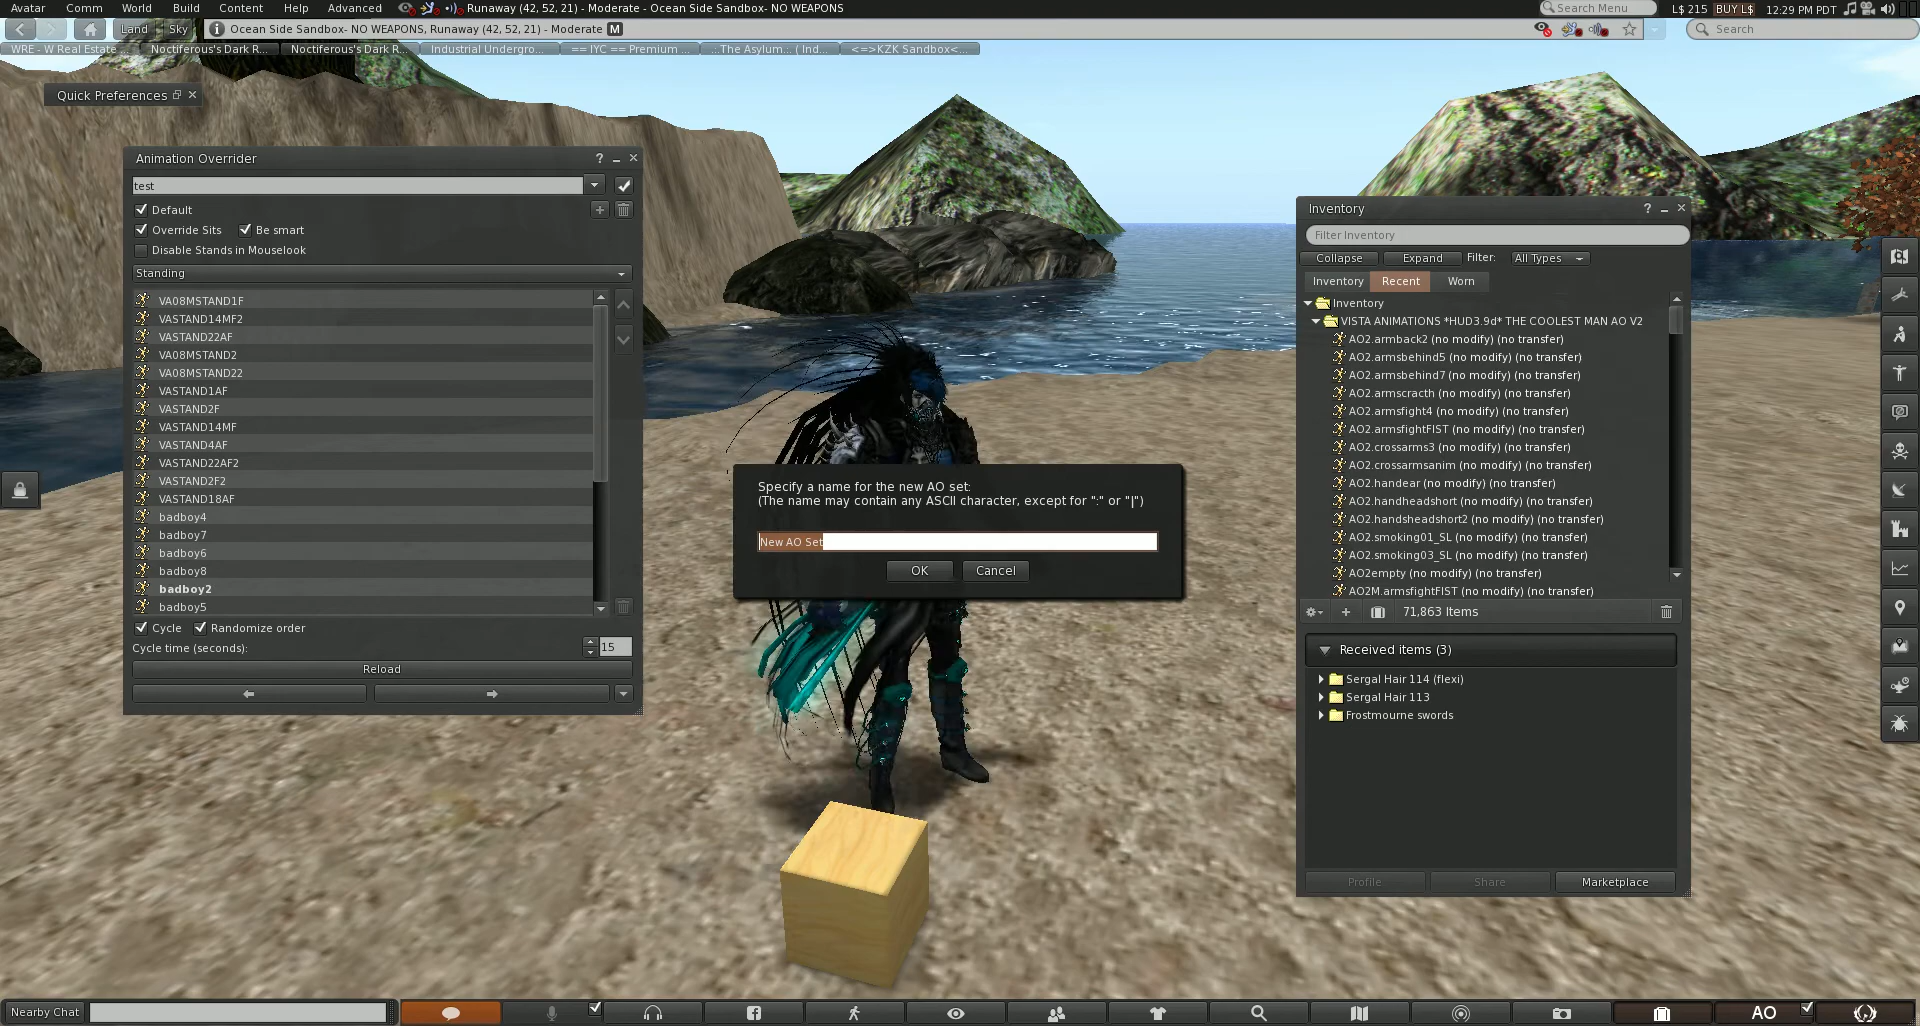 Avatar Comm World Build Content Help Advanced Runaway (42, 52, 21) - Moderate - Ocean Side Sandbox- NO WEAPONS Search Menu L$ 215 BUY L$ 12:29 PM PDT
Land Sky Ocean Side Sandbox- NO WEAPONS, Runaway (42, 52, 21) - Moderate M Search
WRE - W Real Estate ... Noctiferous's Dark R... Noctiferous's Dark R... Industrial Undergro... == IYC == Premium ... .:.The Asylum.:. ( Ind... <=>KZK Sandbox<...
Quick Preferences
Animation Overrider
test
Default
Override Sits Be smart
Disable Stands in Mouselook
Standing
VA08MSTAND1F
VASTAND14MF2
VASTAND22AF
VA08MSTAND2
VA08MSTAND22
VASTAND1AF
VASTAND2F
VASTAND14MF
VASTAND4AF
VASTAND22AF2
VASTAND2F2
VASTAND18AF
badboy4
badboy7
badboy6
badboy8
badboy2
badboy5
Cycle Randomize order
Cycle time (seconds): 15
Reload
Specify a name for the new AO set:
(The name may contain any ASCII character, except for ":" or "|")
New AO Set
OK Cancel
Inventory
Filter Inventory
Collapse Expand Filter: All Types
Inventory Recent Worn
Inventory
VISTA ANIMATIONS *HUD3.9d* THE COOLEST MAN AO V2
AO2.armback2 (no modify) (no transfer)
AO2.armsbehind5 (no modify) (no transfer)
AO2.armsbehind7 (no modify) (no transfer)
AO2.armscracth (no modify) (no transfer)
AO2.armsfight4 (no modify) (no transfer)
AO2.armsfightFIST (no modify) (no transfer)
AO2.crossarms3 (no modify) (no transfer)
AO2.crossarmsanim (no modify) (no transfer)
AO2.handear (no modify) (no transfer)
AO2.handheadshort (no modify) (no transfer)
AO2.handsheadshort2 (no modify) (no transfer)
AO2.smoking01_SL (no modify) (no transfer)
AO2.smoking03_SL (no modify) (no transfer)
AO2empty (no modify) (no transfer)
AO2M.armsfightFIST (no modify) (no transfer)
71,863 Items
Received items (3)
Sergal Hair 114 (flexi)
Sergal Hair 113
Frostmourne swords
Profile Share Marketplace
Nearby Chat AO